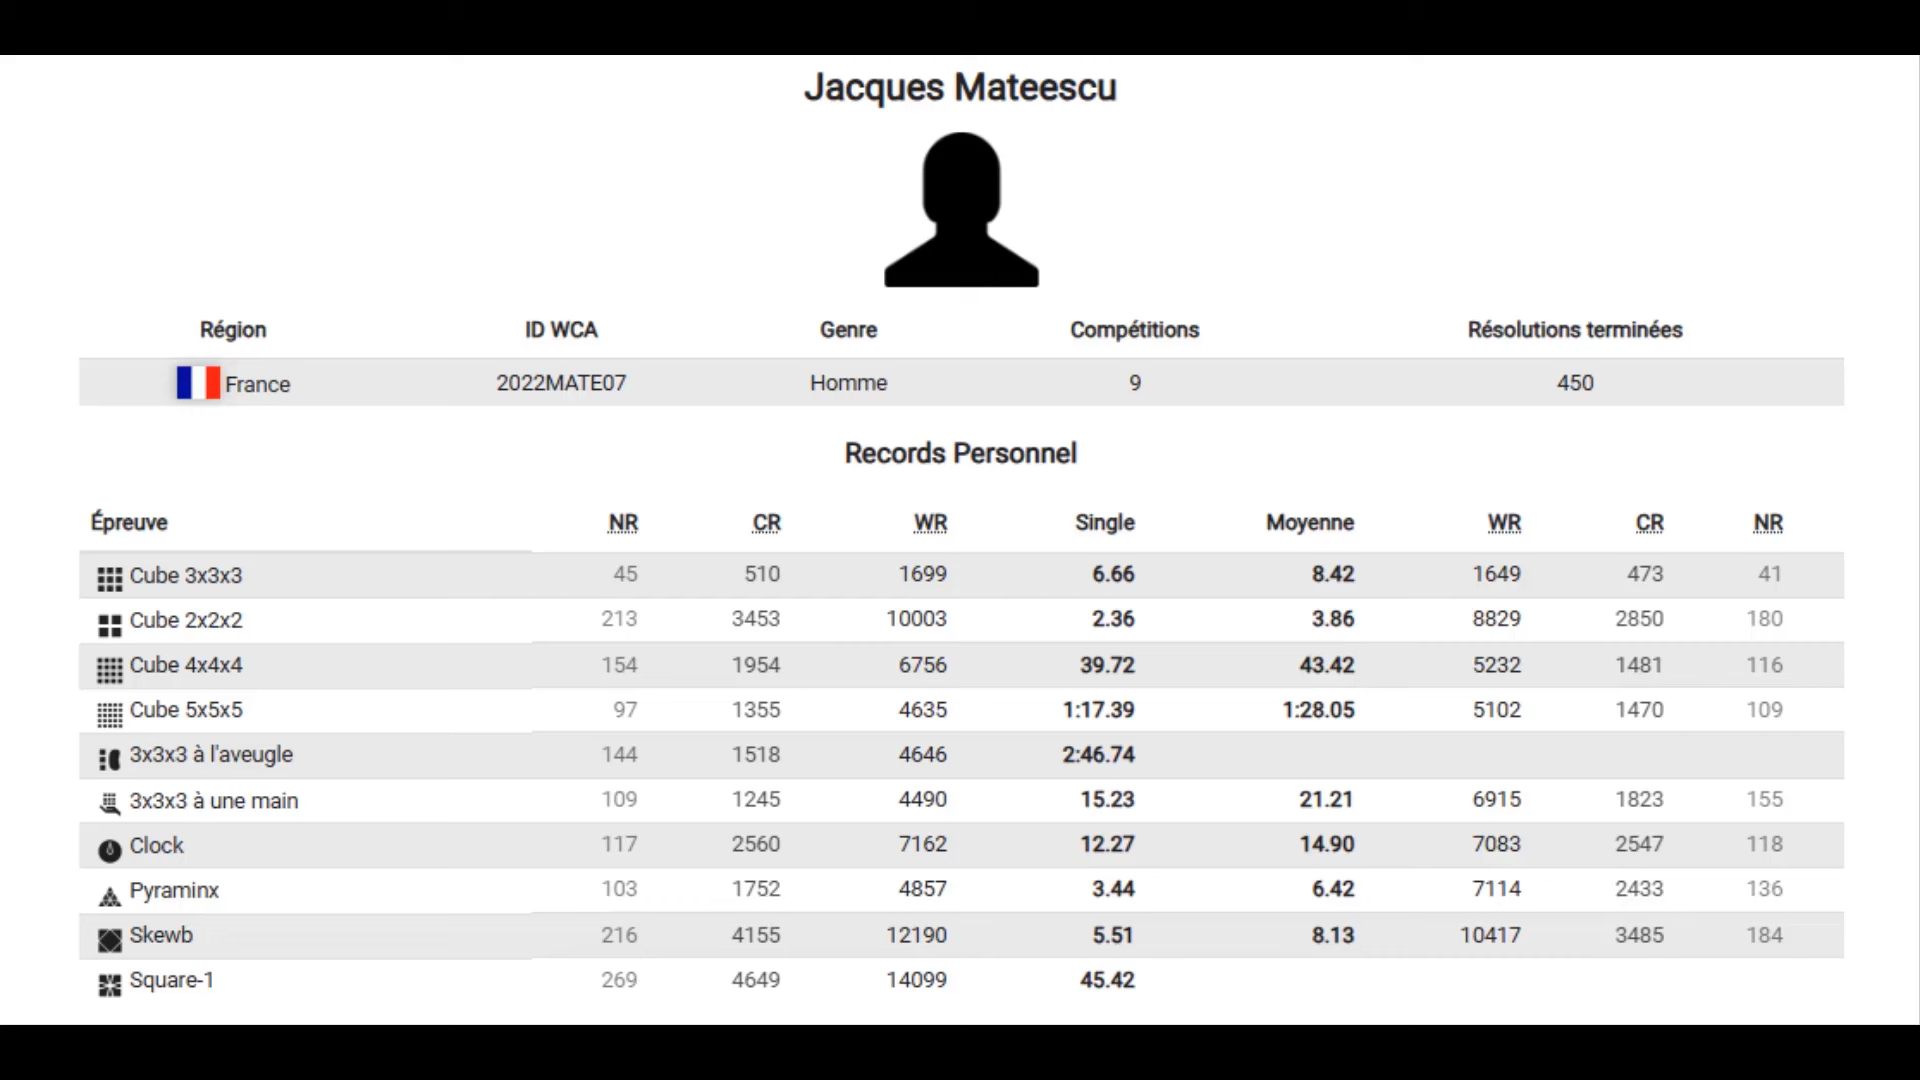 Jacques Mateescu
Région ID WCA Genre Compétitions Résolutions terminées
France 2022MATE07 Homme 9 450
Records Personnel
Épreuve NR CR WR Single Moyenne WR CR NR
Cube 3x3x3 45 510 1699 6.66 8.42 1649 473 41
Cube 2x2x2 213 3453 10003 2.36 3.86 8829 2850 180
Cube 4x4x4 154 1954 6756 39.72 43.42 5232 1481 116
Cube 5x5x5 97 1355 4635 1:17.39 1:28.05 5102 1470 109
3x3x3 à l'aveugle 144 1518 4646 2:46.74
3x3x3 à une main 109 1245 4490 15.23 21.21 6915 1823 155
Clock 117 2560 7162 12.27 14.90 7083 2547 118
Pyraminx 103 1752 4857 3.44 6.42 7114 2433 136
Skewb 216 4155 12190 5.51 8.13 10417 3485 184
Square-1 269 4649 14099 45.42